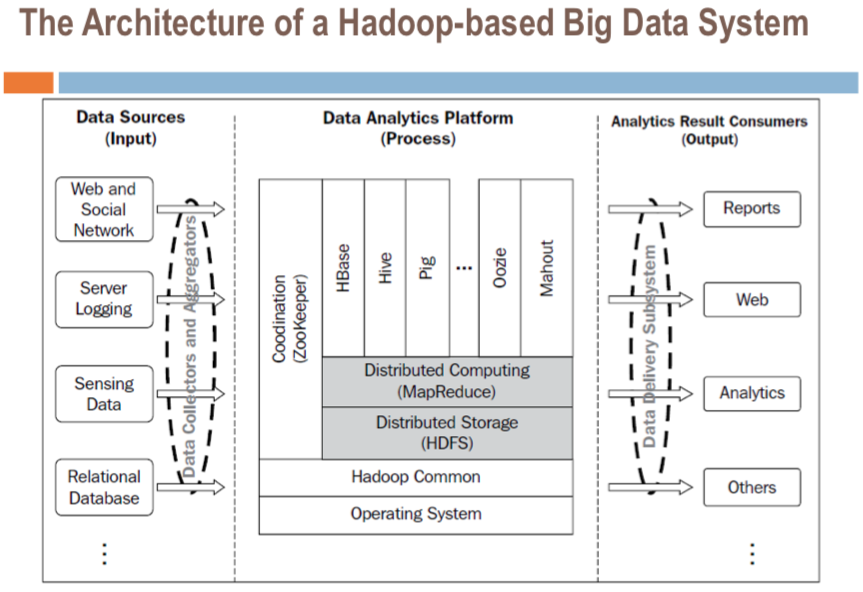 The Architecture of a Hadoop-based Big Data System
Data Sources
(Input)
Web and
Social
Network
Server
Logging
Sensing
Data
Relational
Database
⋮
Data Collectors and Aggregators
Data Analytics Platform
(Process)
Coodination
(ZooKeeper)
HBase
Hive
Pig
...
Oozie
Mahout
Distributed Computing
(MapReduce)
Distributed Storage
(HDFS)
Hadoop Common
Operating System
Analytics Result Consumers
(Output)
Data Delivery Subsystem
Reports
Web
Analytics
Others
⋮